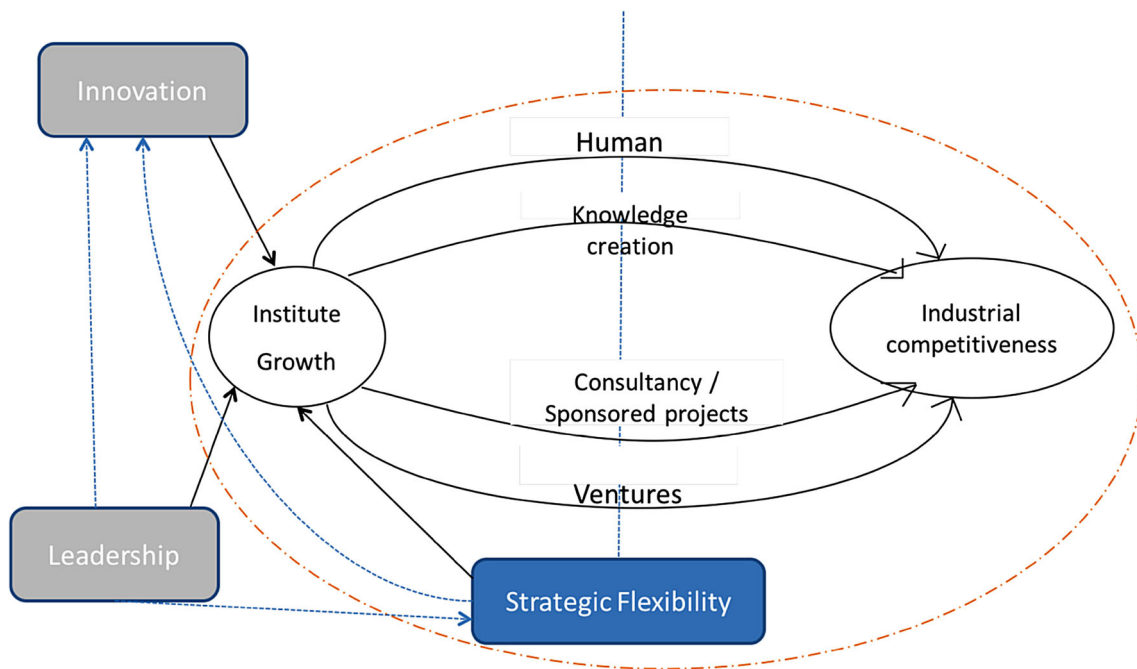 Innovation
Human
Knowledge
creation
Institute
Growth
Industrial
competitiveness
Consultancy /
Sponsored projects
Ventures
Leadership
Strategic Flexibility